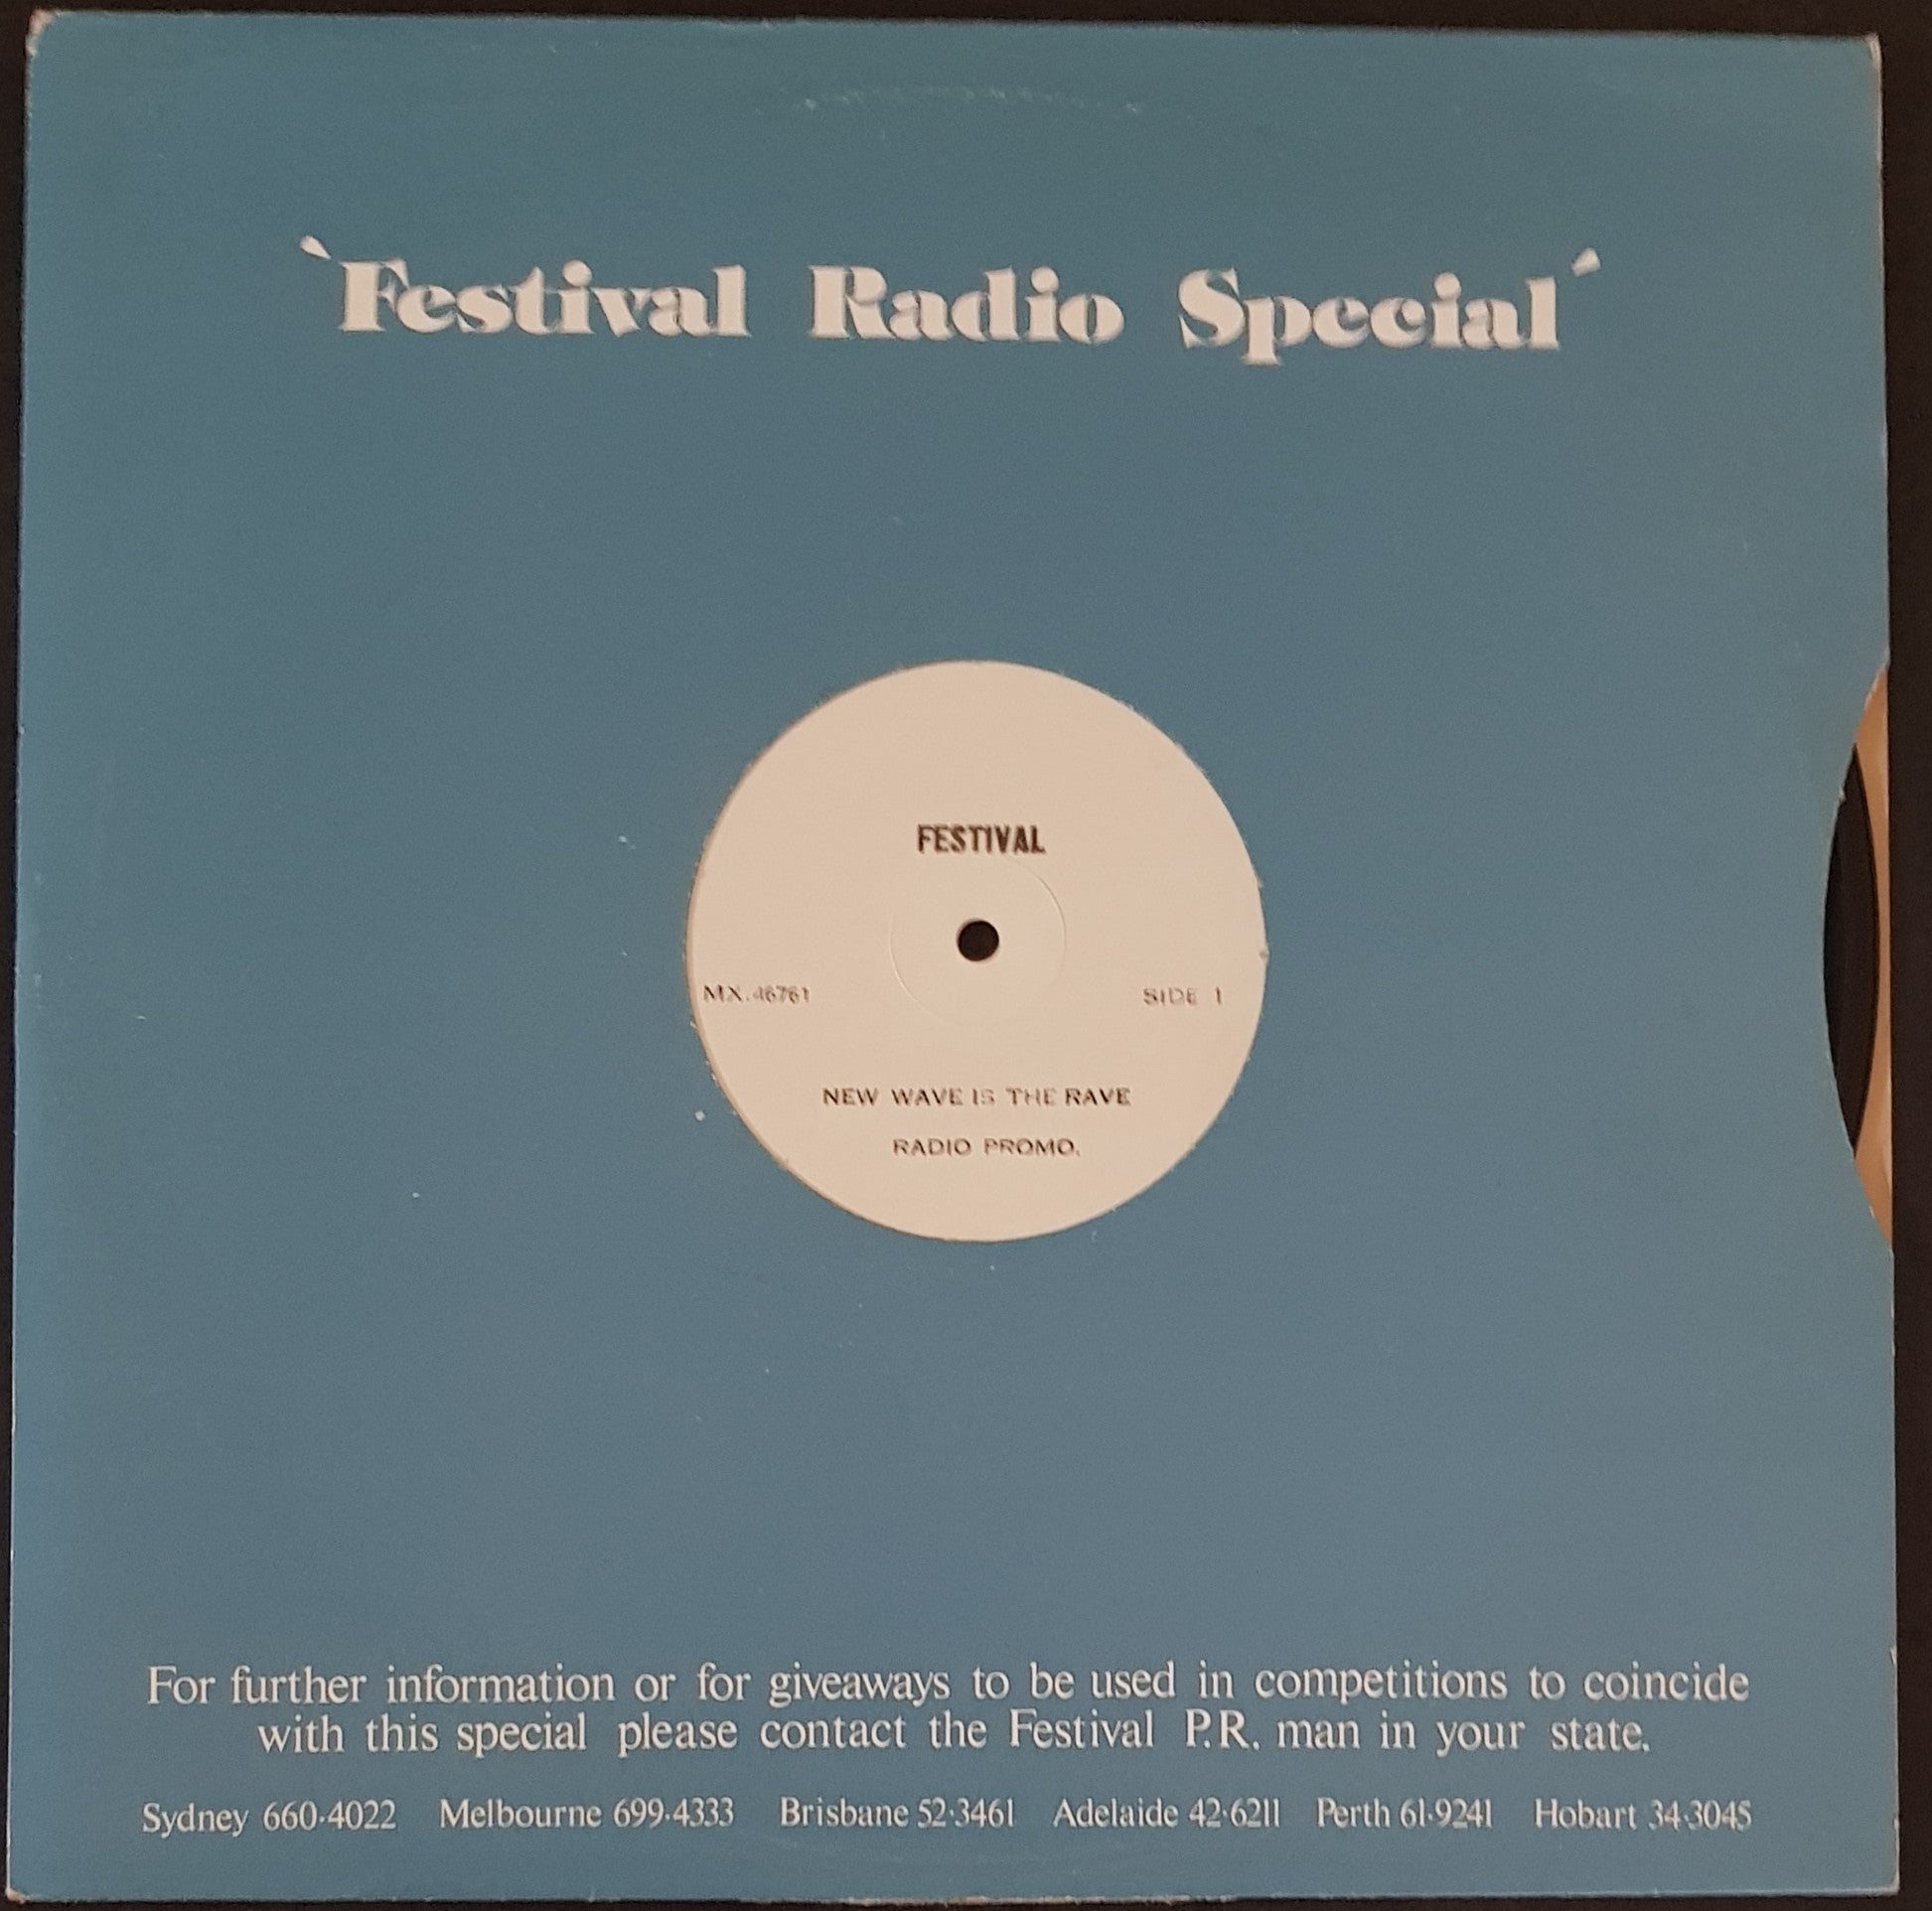 `Festival Radio Special´
FESTIVAL
MX.46761 SIDE 1
NEW WAVE IS THE RAVE
RADIO PROMO.
For further information or for giveaways to be used in competitions to coincide
with this special please contact the Festival P.R. man in your state.
Sydney 660·4022 Melbourne 699·4333 Brisbane 52·3461 Adelaide 42·6211 Perth 61·9241 Hobart 34·3045